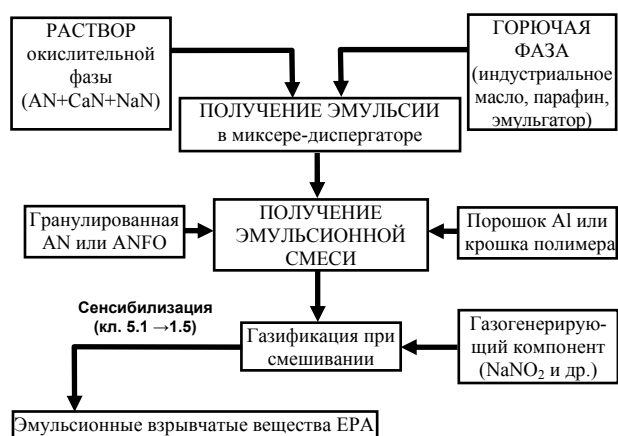 РАСТВОР
окислительной
фазы
(AN+CaN+NaN)
ГОРЮЧАЯ
ФАЗА
(индустриальное
масло, парафин,
эмульгатор)
ПОЛУЧЕНИЕ ЭМУЛЬСИИ
в миксере-диспергаторе
Гранулированная
AN или ANFO
ПОЛУЧЕНИЕ
ЭМУЛЬСИОННОЙ
СМЕСИ
Порошок Al или
крошка полимера
Сенсибилизация
(кл. 5.1 →1.5)
Газификация при
смешивании
Газогенерирую-
щий компонент
(NaNO₂ и др.)
Эмульсионные взрывчатые вещества EPA